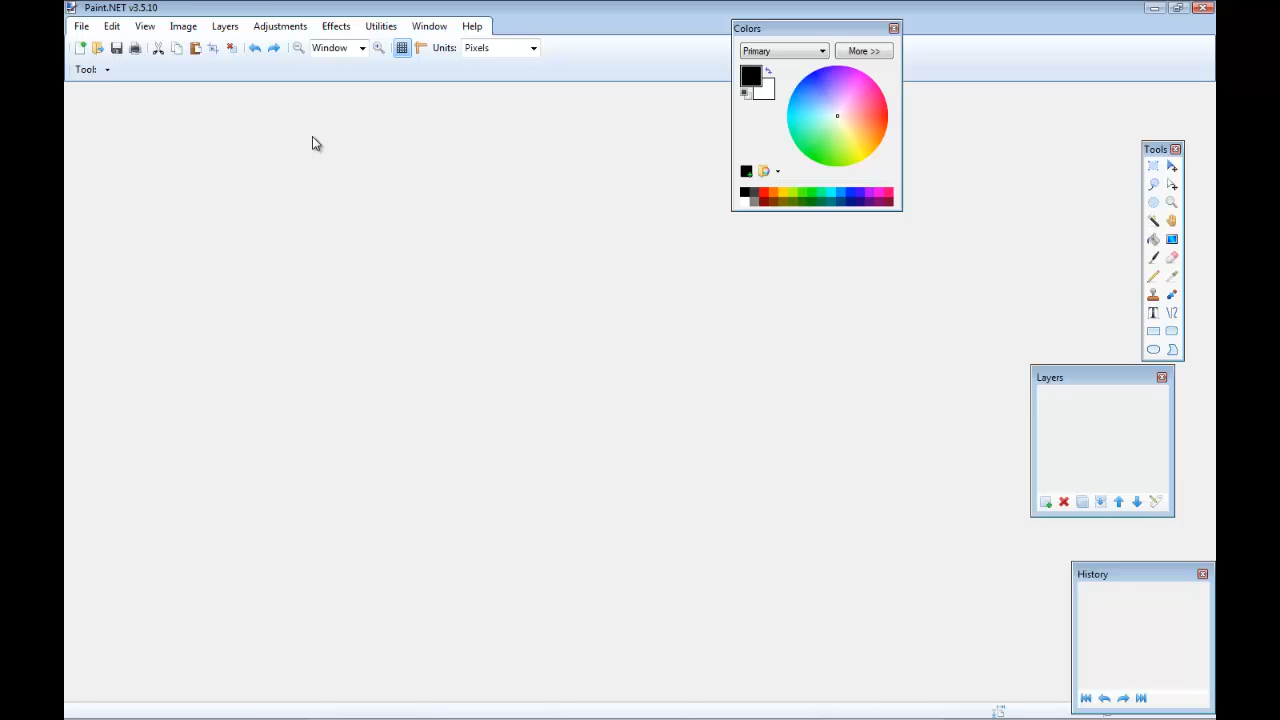 Paint.NET v3.5.10
File Edit View Image Layers Adjustments Effects Utilities Window Help
Window Units: Pixels
Tool:
Colors
Primary More >>
Tools
Layers
History